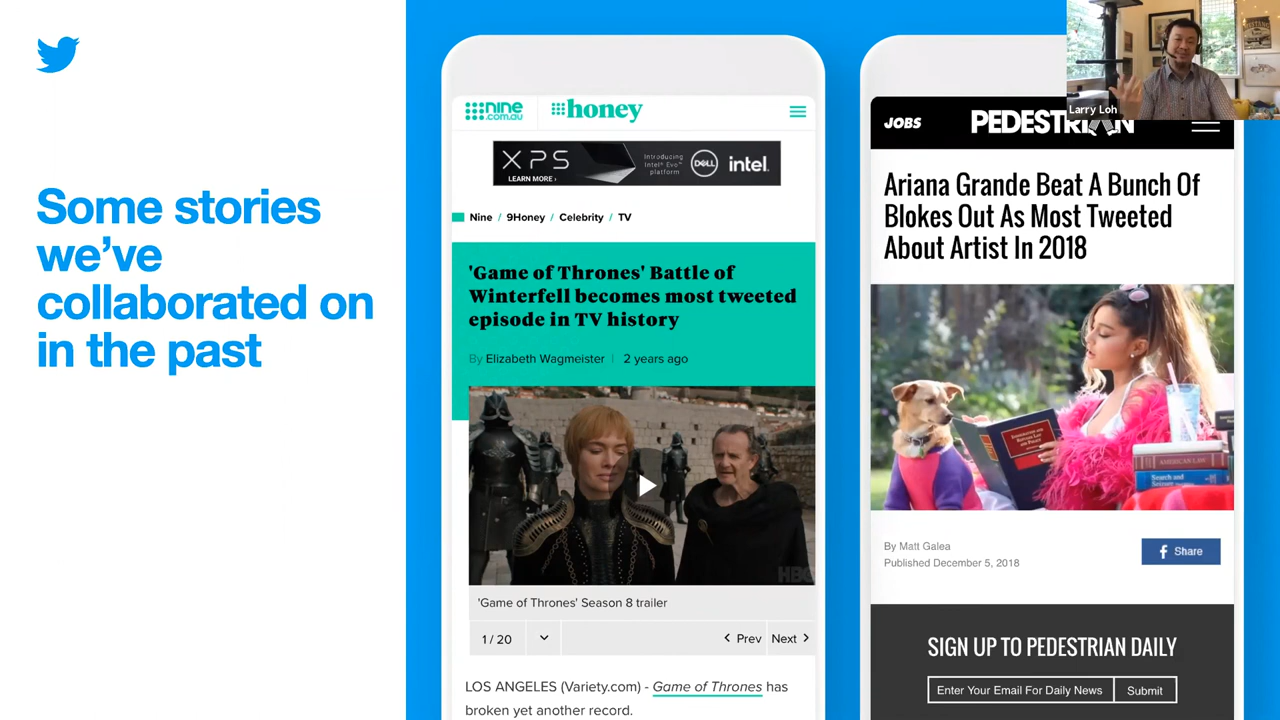 Some stories
we've
collaborated on
in the past
nine
.com.au
honey
XPS
LEARN MORE ›
Introducing
Intel® Evo™
platform
DELL
intel.
Nine / 9Honey / Celebrity / TV
'Game of Thrones' Battle of
Winterfell becomes most tweeted
episode in TV history
By Elizabeth Wagmeister | 2 years ago
HBO
'Game of Thrones' Season 8 trailer
1 / 20
Prev
Next
LOS ANGELES (Variety.com) - Game of Thrones has
broken yet another record.
Larry Loh
JOBS
PEDESTRIAN
Ariana Grande Beat A Bunch Of
Blokes Out As Most Tweeted
About Artist In 2018
By Matt Galea
Published December 5, 2018
Share
SIGN UP TO PEDESTRIAN DAILY
Enter Your Email For Daily News
Submit